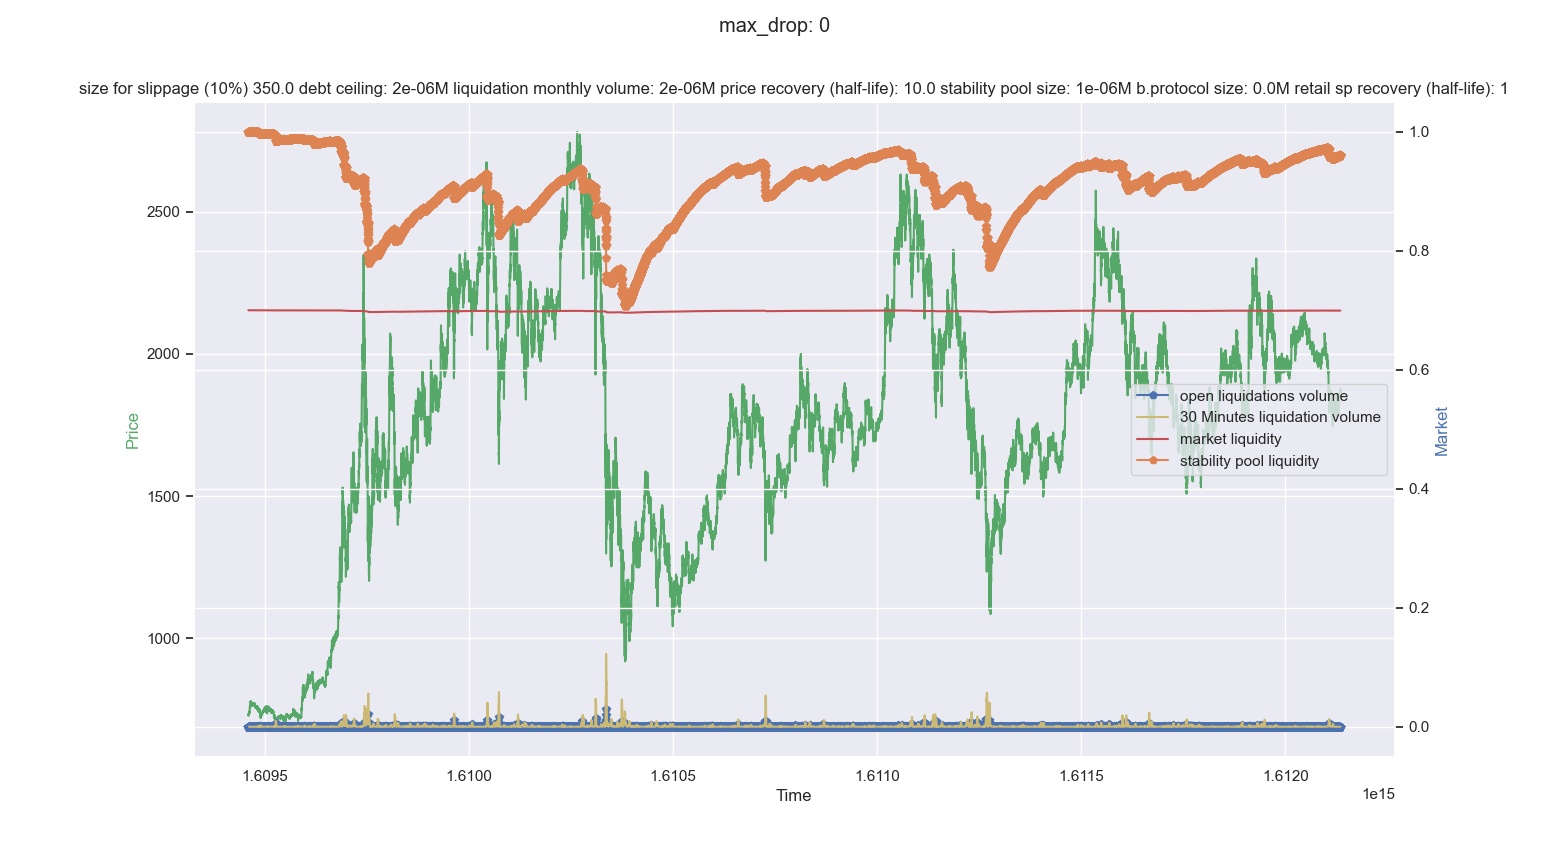 max_drop: 0
size for slippage (10%) 350.0 debt ceiling: 2e-06M liquidation monthly volume: 2e-06M price recovery (half-life): 10.0 stability pool size: 1e-06M b.protocol size: 0.0M retail sp recovery (half-life): 1
1.0
2500
0.8
2000
0.6
open liquidations volume
30 Minutes liquidation volume
market liquidity
stability pool liquidity
Price
Market
1500
0.4
1000
0.2
0.0
1.6095 1.6100 1.6105 1.6110 1.6115 1.6120
Time
1e15